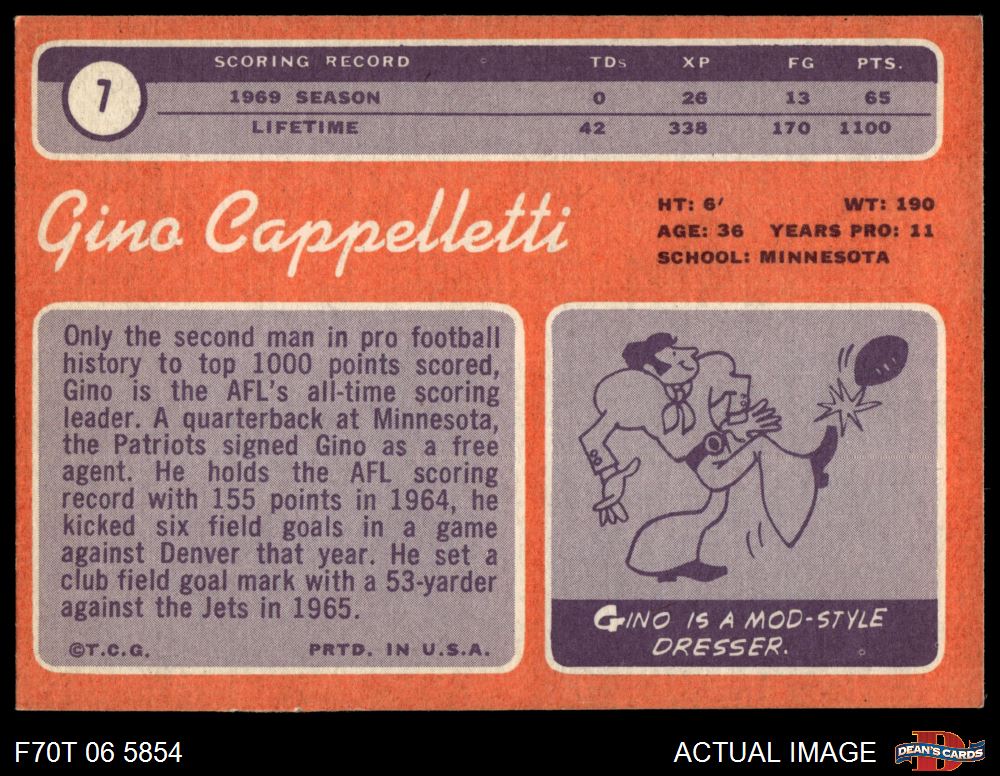 7
SCORING RECORD TDs XP FG PTS.
1969 SEASON 0 26 13 65
LIFETIME 42 338 170 1100
Gino Cappelletti
HT: 6' WT: 190
AGE: 36 YEARS PRO: 11
SCHOOL: MINNESOTA
Only the second man in pro football
history to top 1000 points scored,
Gino is the AFL's all-time scoring
leader. A quarterback at Minnesota,
the Patriots signed Gino as a free
agent. He holds the AFL scoring
record with 155 points in 1964, he
kicked six field goals in a game
against Denver that year. He set a
club field goal mark with a 53-yarder
against the Jets in 1965.
©T.C.G. PRTD. IN U.S.A.
GINO IS A MOD-STYLE
DRESSER.
F70T 06 5854
ACTUAL IMAGE
D
DEAN'S CARDS